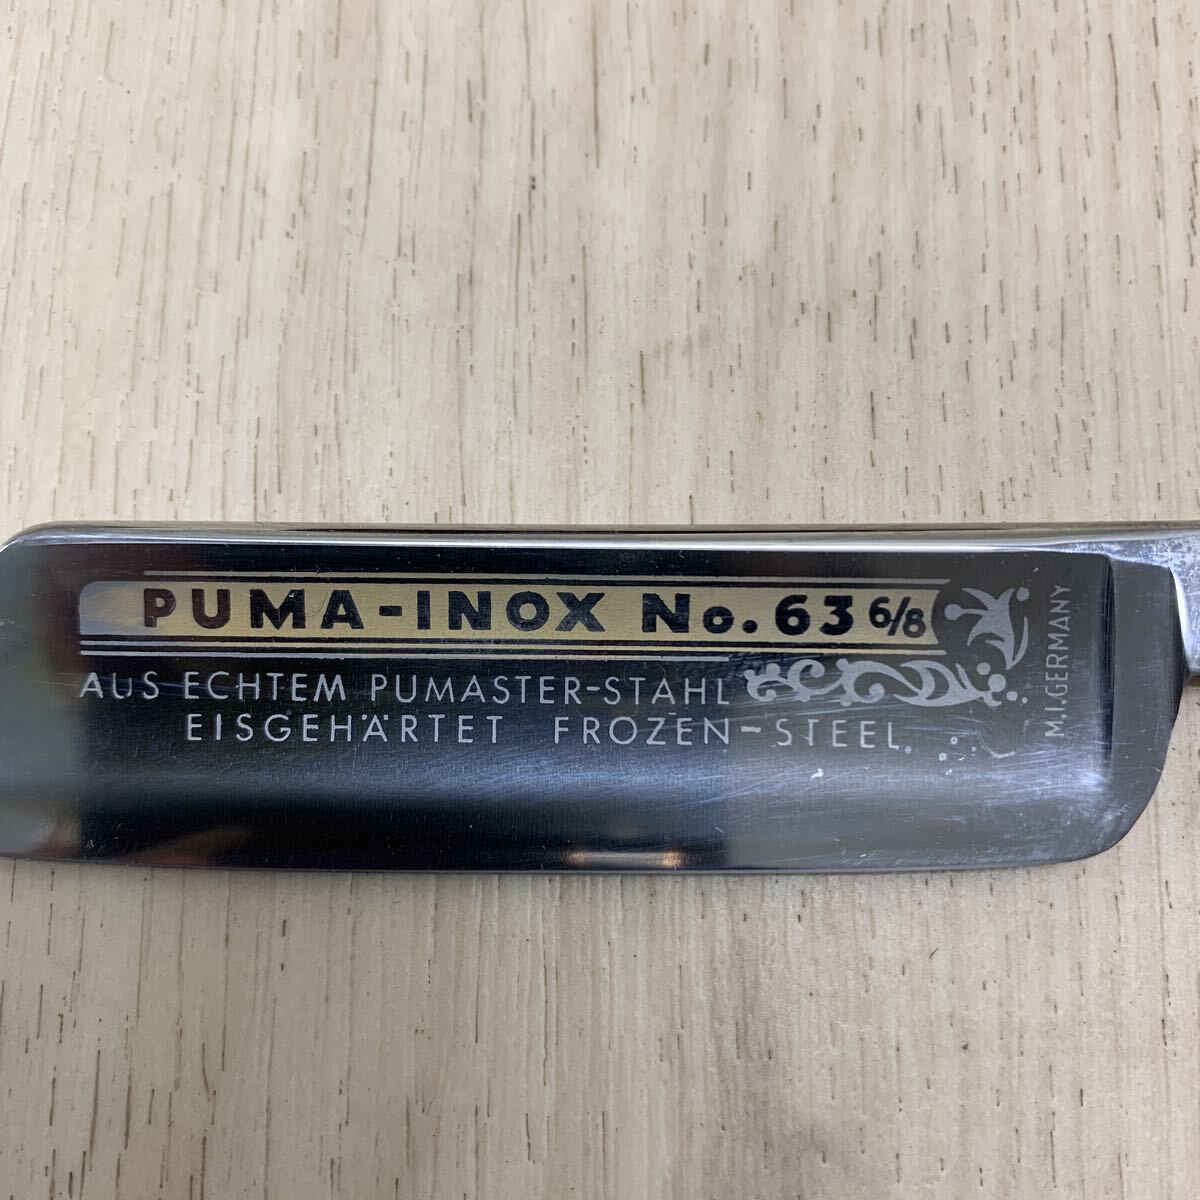 PUMA-INOX No. 63 6/8
AUS ECHTEM PUMASTER-STAHL
EISGEHÄRTET FROZEN-STEEL.
M.I.GERMANY